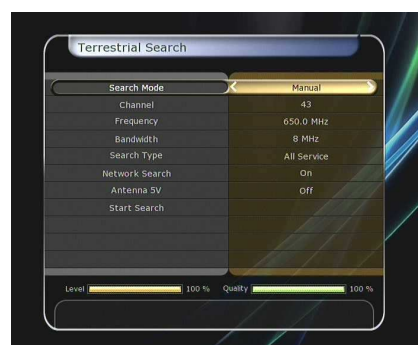 Terrestrial Search
Search Mode Manual
Channel 43
Frequency 650.0 MHz
Bandwidth 8 MHz
Search Type All Service
Network Search On
Antenna 5V Off
Start Search
Level 100 % Quality 100 %